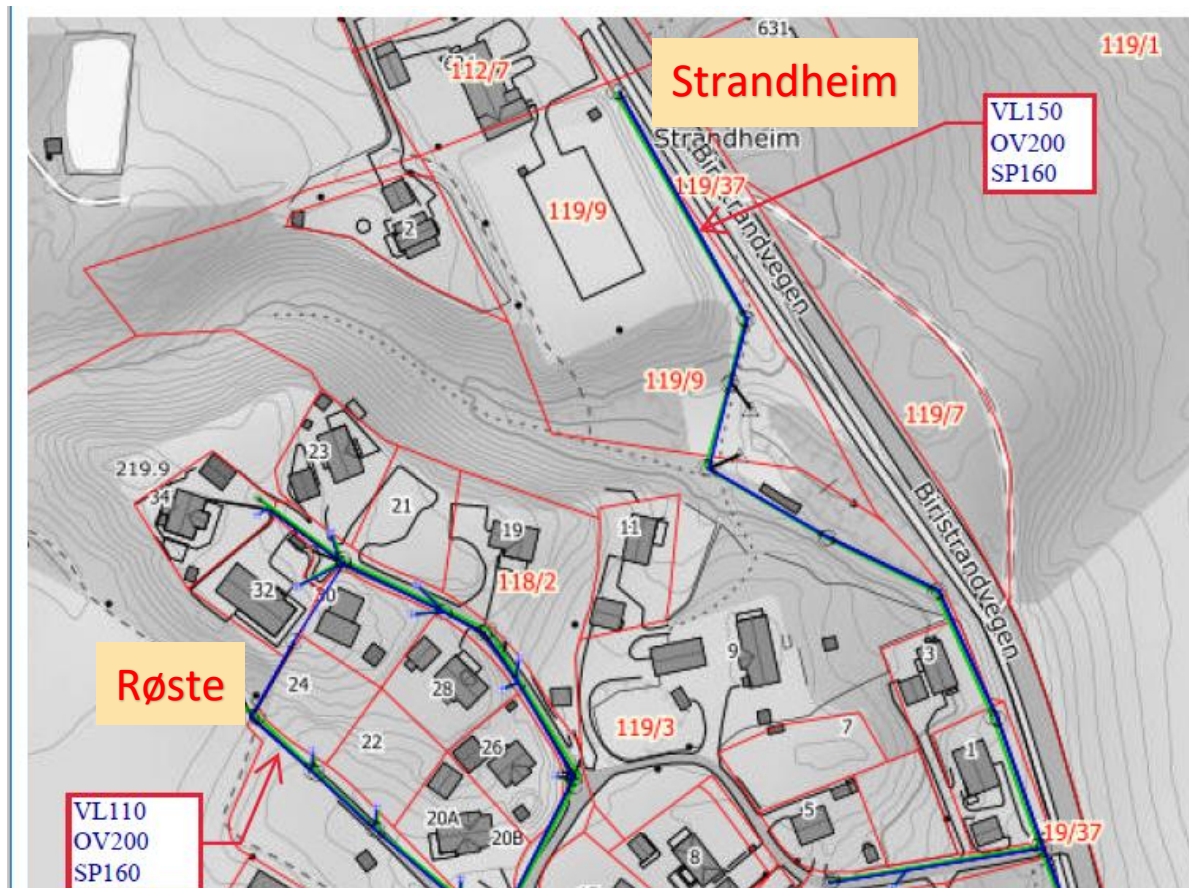 631
119/1
Strandheim
112/7
VL150
OV200
SP160
Strandheim
119/37
119/9
2
Biristrandvegen
119/9
119/7
23
219.9
34
21
19
11
Biristrandvegen
118/2
32
30
9
3
Røste
24
28
119/3
7
22
26
1
VL110
OV200
SP160
20A
20B
5
19/37
8